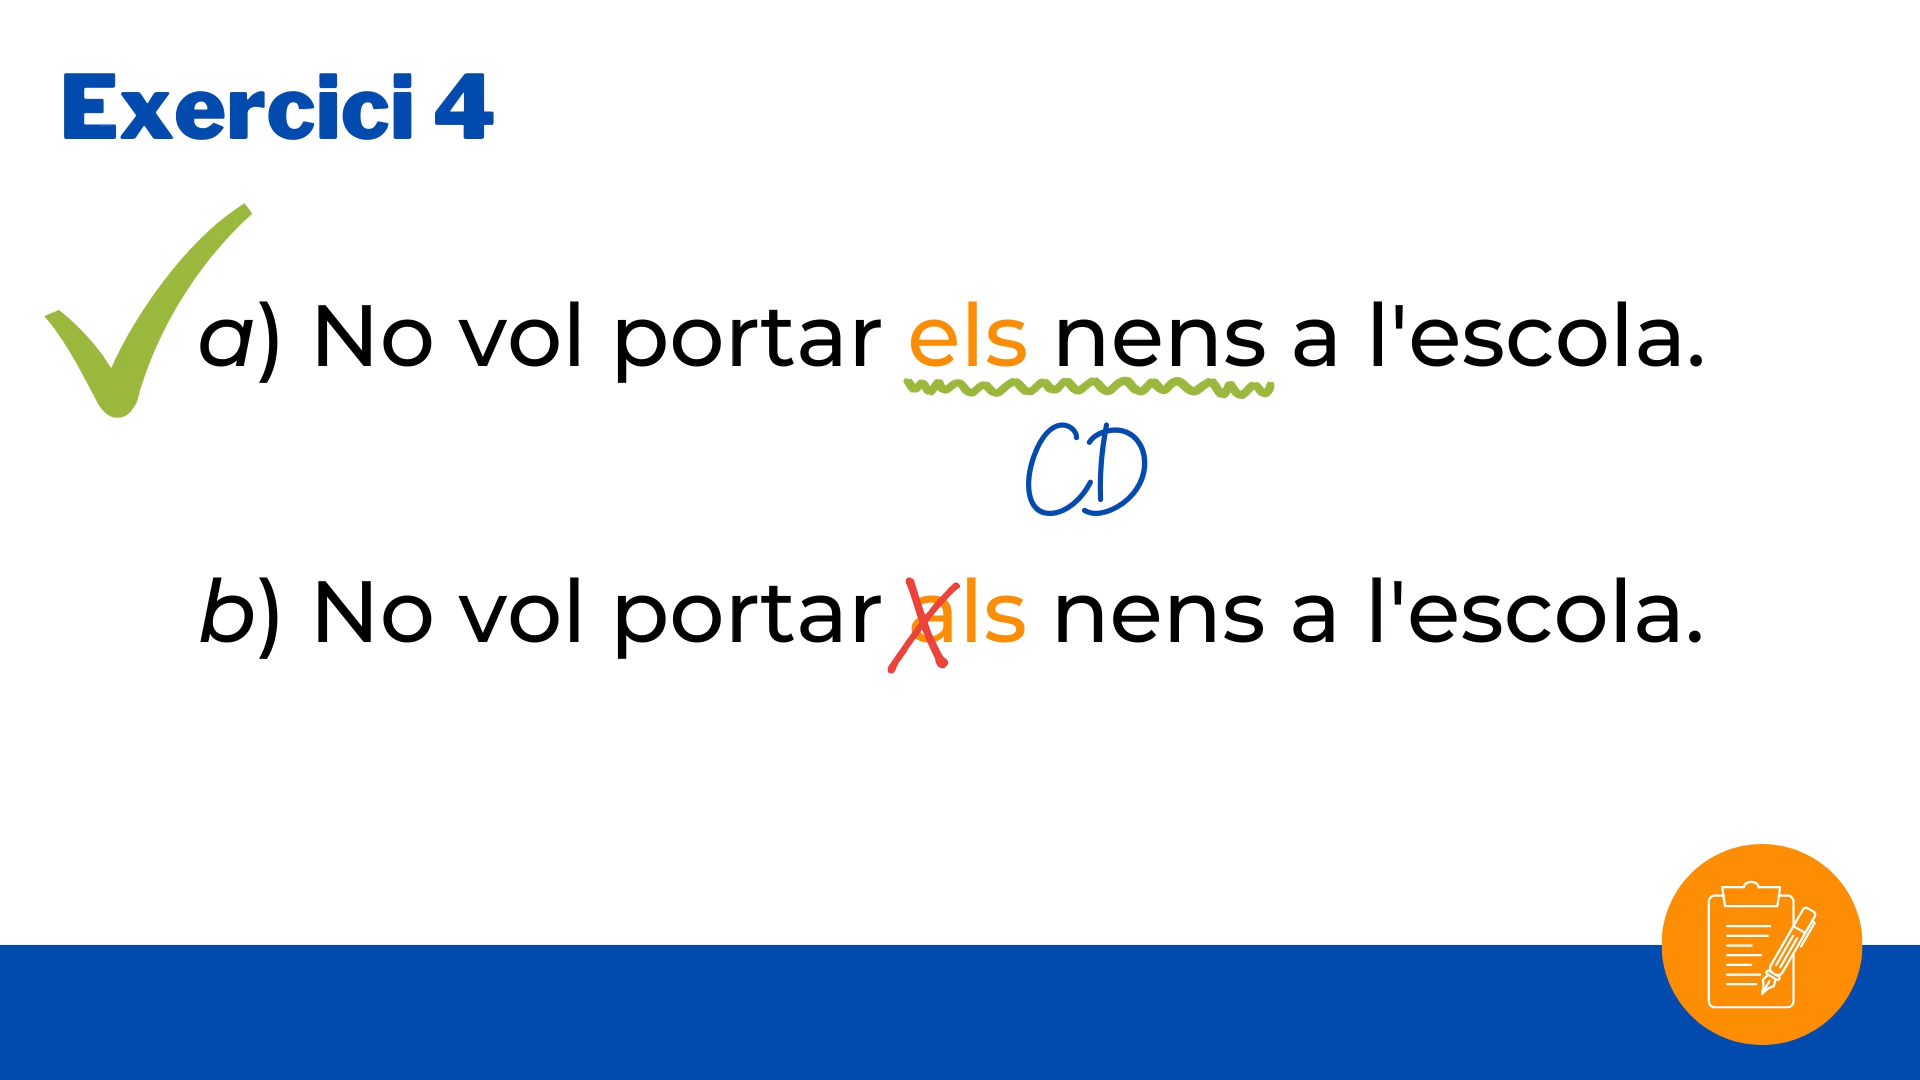 Exercici 4
a) No vol portar els nens a l'escola.
CD
b) No vol portar als nens a l'escola.